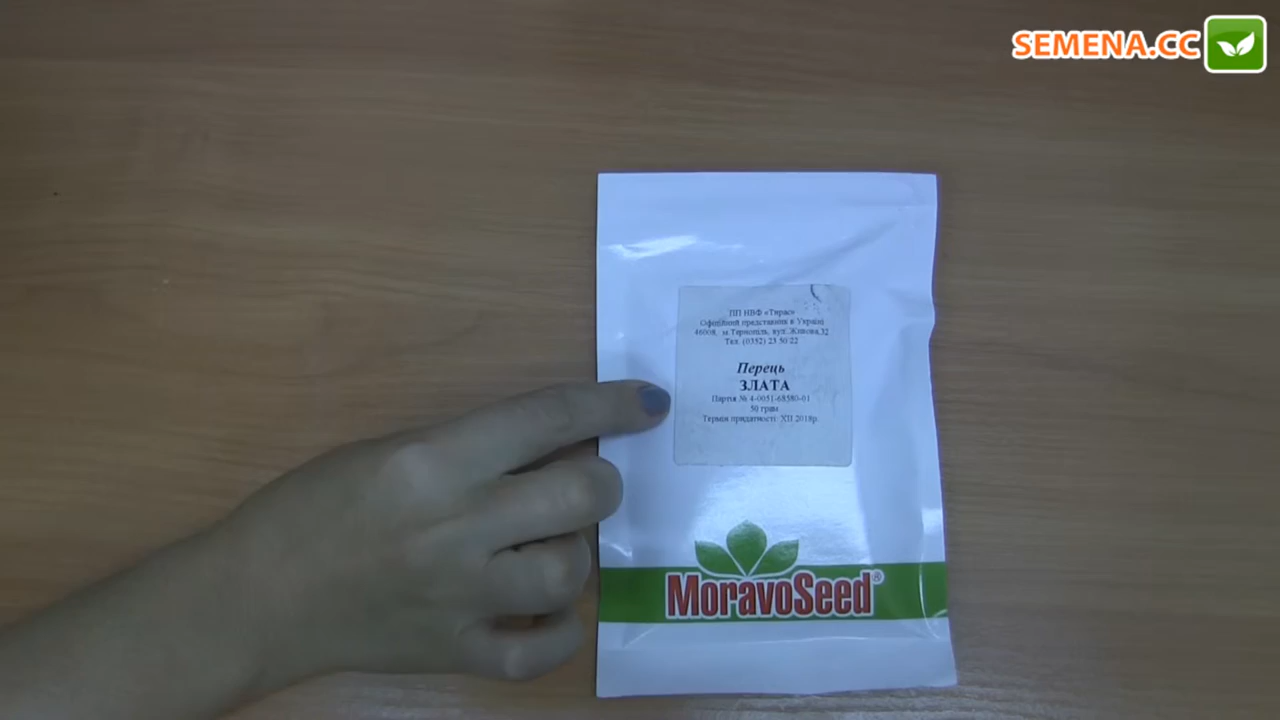 SEMENA.CC
ПП НВФ «Тирас»
Офіційний представник в Україні
46008, м.Тернопіль, вул. Живова,32
Тел. (0352) 23 50 22
Перець
ЗЛАТА
Партія № 4-0051-68580-01
50 грам
Термін придатності: XII 2018р.
MoravoSeed®